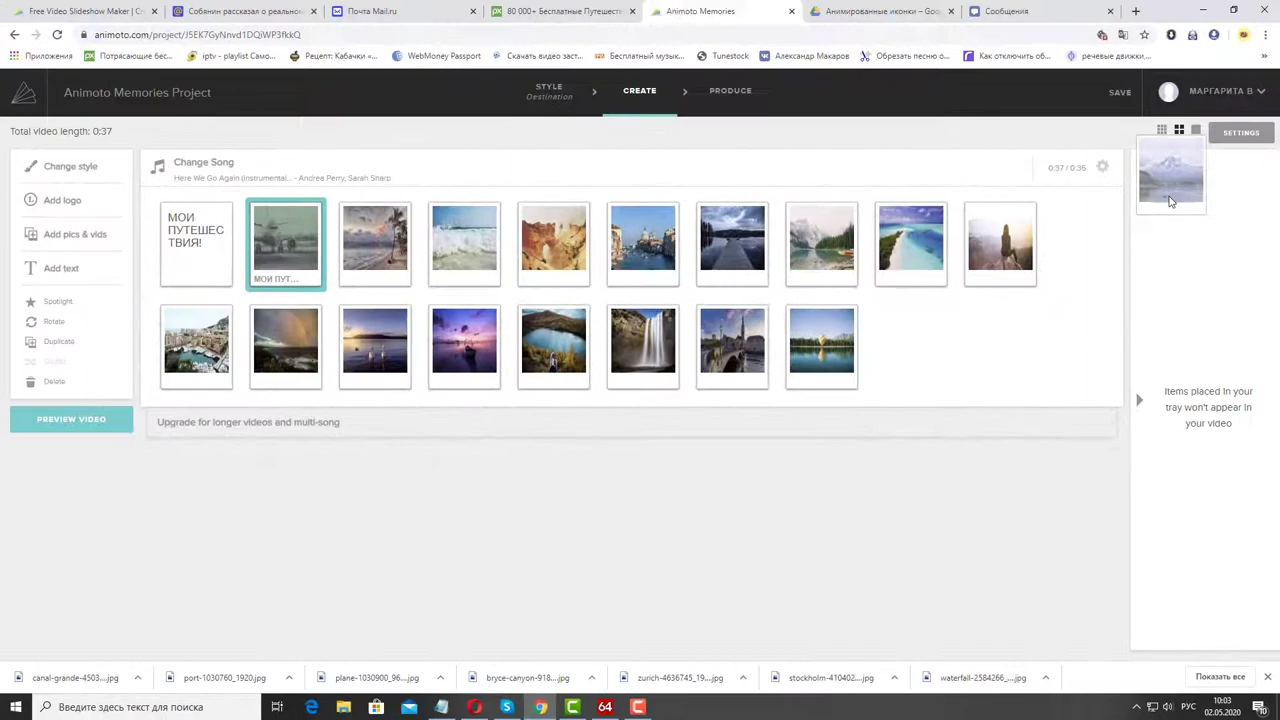 Free Video Slideshow Maker | Cr
Собянин рассказал о реальном
Почта Mail.ru
80 000+ Бесплатные Путешест
Animoto Memories
Анимированные иконки – Goo
Сообщения
animoto.com/project/J5EK7GyNnvd1DQiWP3fkkQ
Приложения
Потрясающие бес...
iptv - playlist Само...
Рецепт: Кабачки «...
WebMoney Passport
Скачать видео заст...
Бесплатный музык...
Tunestock
Александр Макаров
Обрезать песню о...
Как отключить об...
речевые движки,...
Animoto Memories Project
STYLE
Destination
CREATE
PRODUCE
SAVE
МАРГАРИТА В
Total video length: 0:37
SETTINGS
Change style
Add logo
Add pics & vids
Add text
Spotlight
Rotate
Duplicate
Shuffle
Delete
PREVIEW VIDEO
Change Song
Here We Go Again (Instrumental... - Andrea Perry, Sarah Sharp
0:37 / 0:35
МОИ
ПУТЕШЕС
ТВИЯ!
МОИ ПУТ...
Upgrade for longer videos and multi-song
Items placed in your
tray won't appear in
your video
canal-grande-4503....jpg
port-1030760_1920.jpg
plane-1030900_96....jpg
bryce-canyon-918....jpg
zurich-4636745_19....jpg
stockholm-410402....jpg
waterfall-2584266_....jpg
Показать все
Введите здесь текст для поиска
64
РУС
10:03
02.05.2020